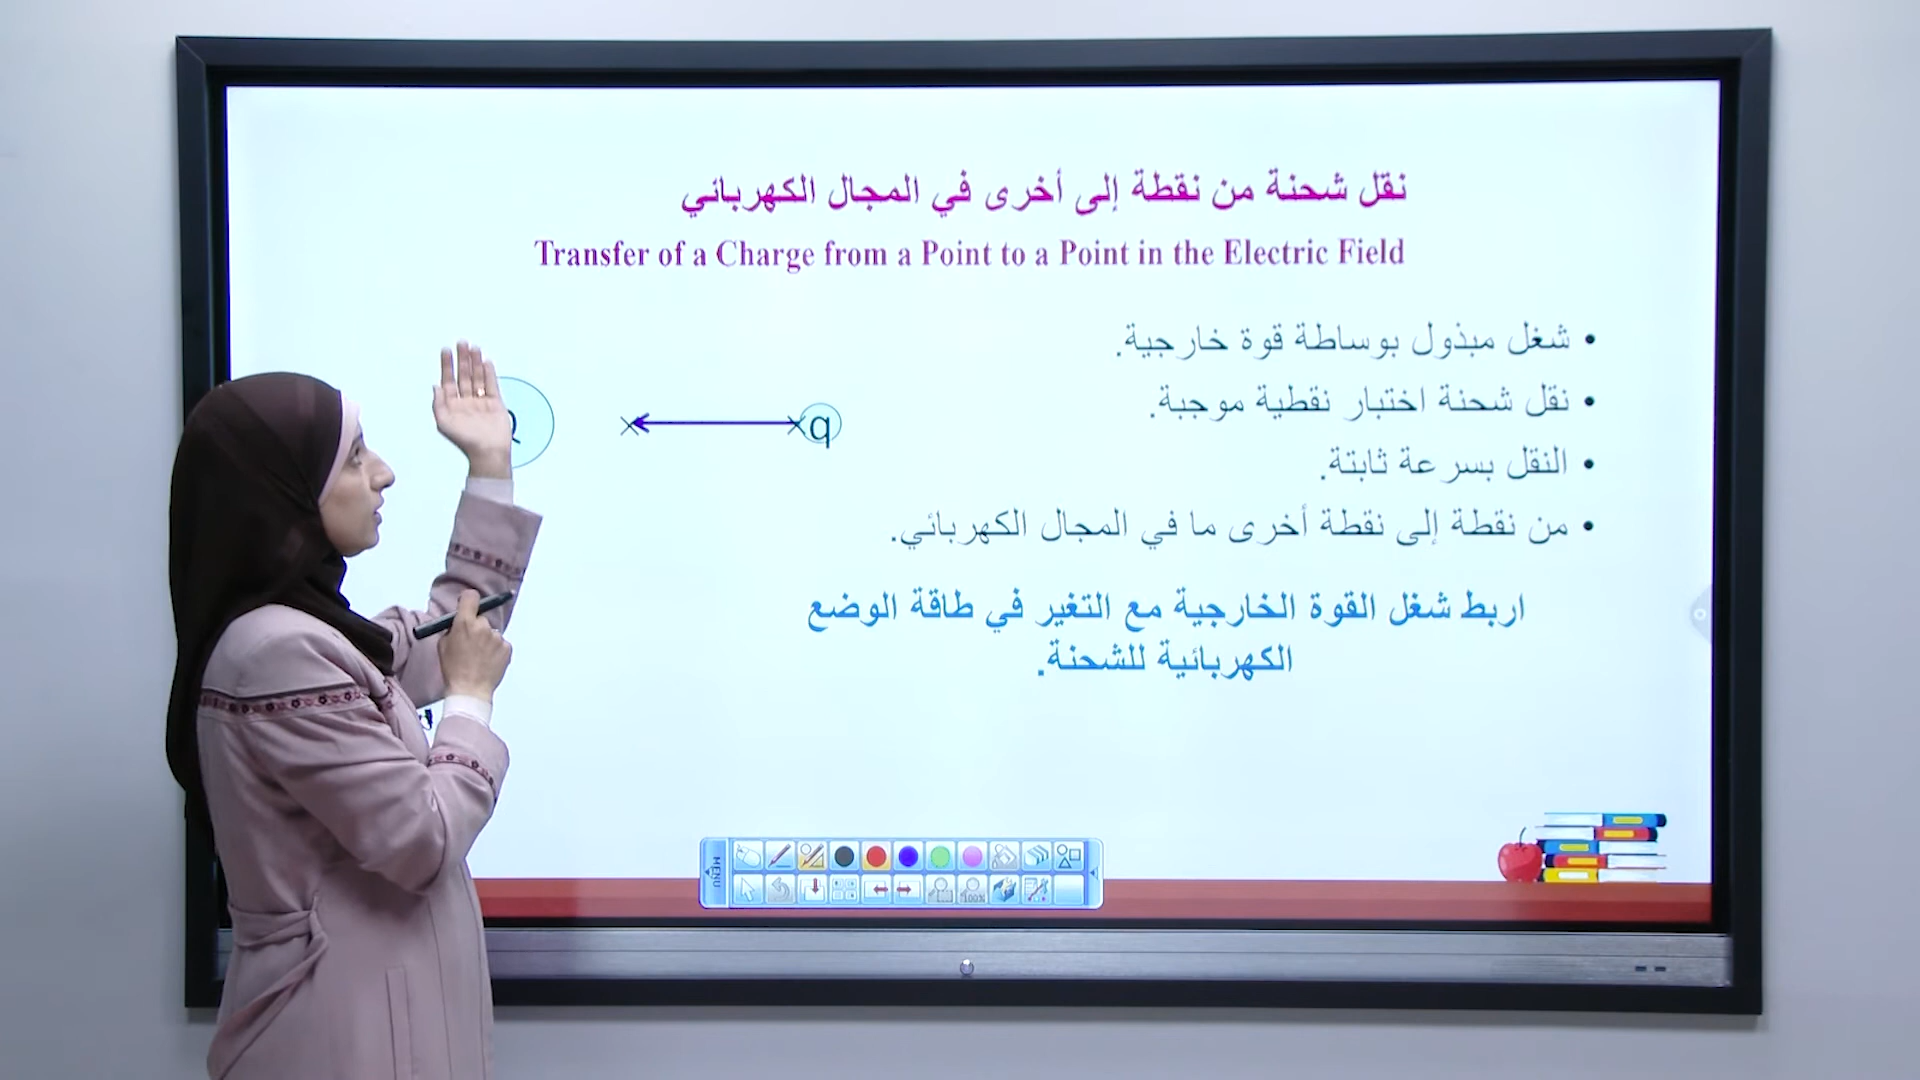 نقل شحنة من نقطة إلى أخرى في المجال الكهربائي
Transfer of a Charge from a Point to a Point in the Electric Field
• شغل مبذول بوساطة قوة خارجية.
• نقل شحنة اختبار نقطية موجبة.
• النقل بسرعة ثابتة.
• من نقطة إلى نقطة أخرى ما في المجال الكهربائي.
q
اربط شغل القوة الخارجية مع التغير في طاقة الوضع
الكهربائية للشحنة.
MENU
100%